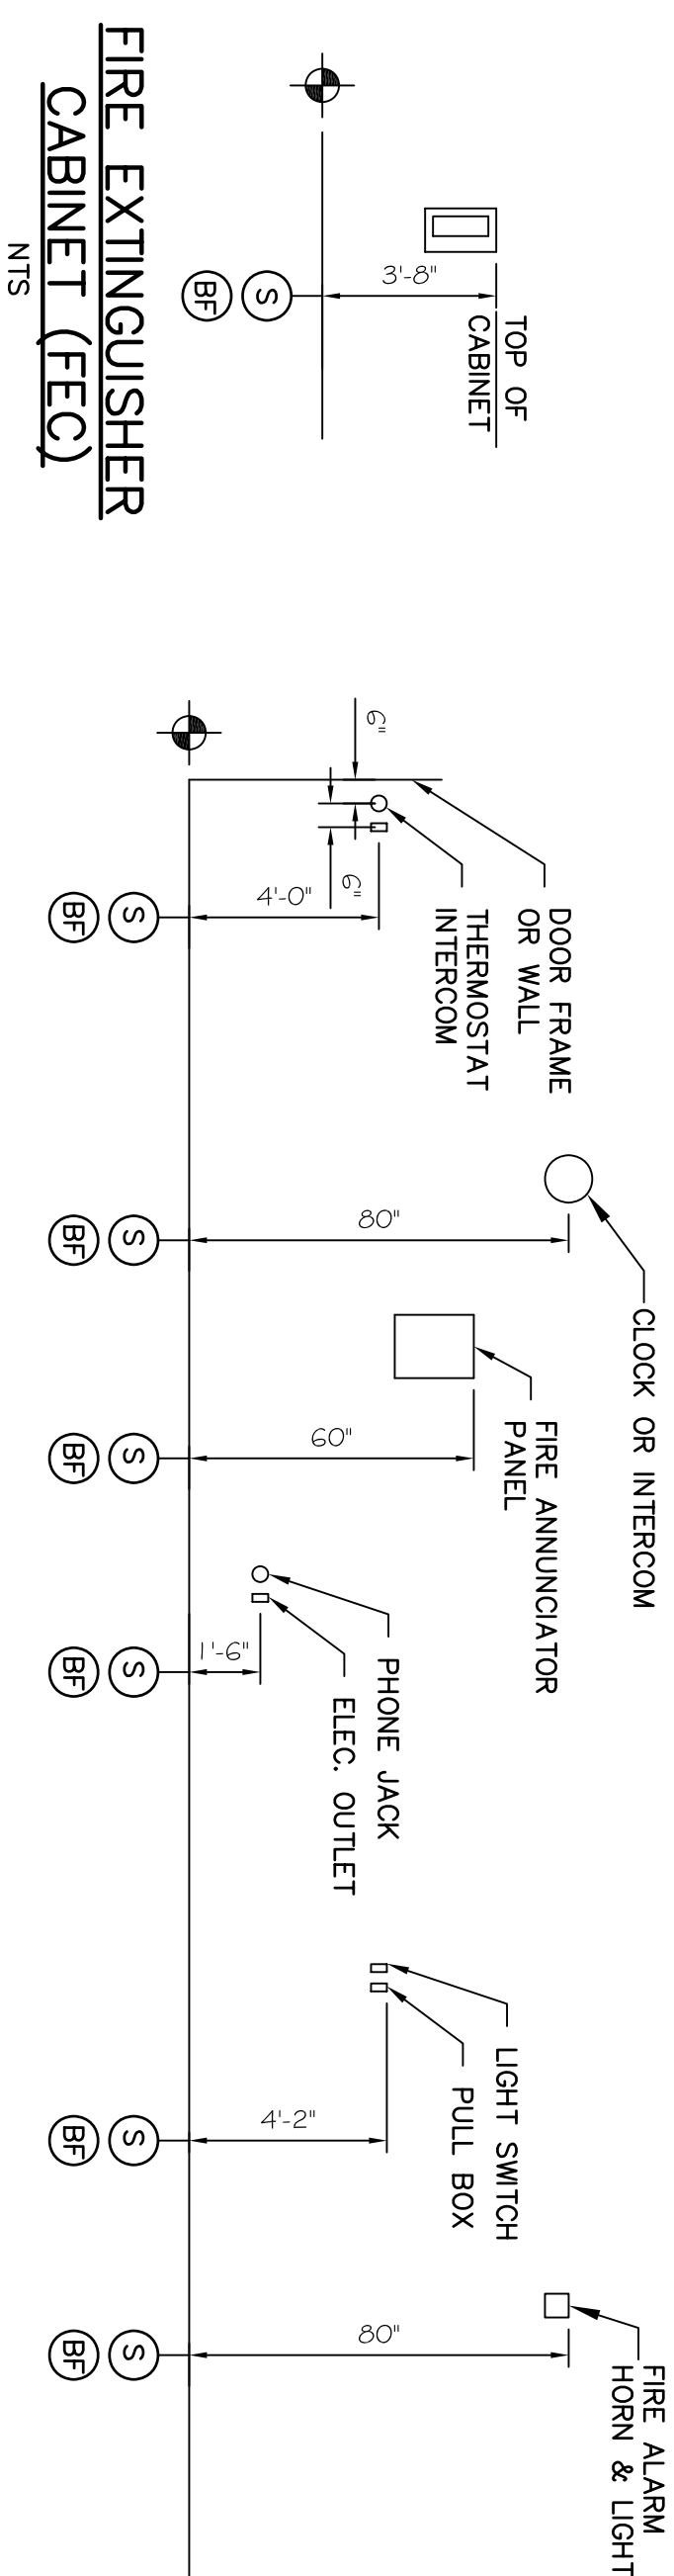 TOP OF
CABINET
3'-8"
S
BF
FIRE EXTINGUISHER
CABINET (FEC)
NTS
6"
6"
DOOR FRAME
OR WALL
THERMOSTAT
INTERCOM
4'-0"
S
BF
CLOCK OR INTERCOM
80"
S
BF
FIRE ANNUNCIATOR
PANEL
60"
S
BF
PHONE JACK
ELEC. OUTLET
1'-6"
S
BF
LIGHT SWITCH
PULL BOX
4'-2"
S
BF
FIRE ALARM
HORN & LIGHT
80"
S
BF